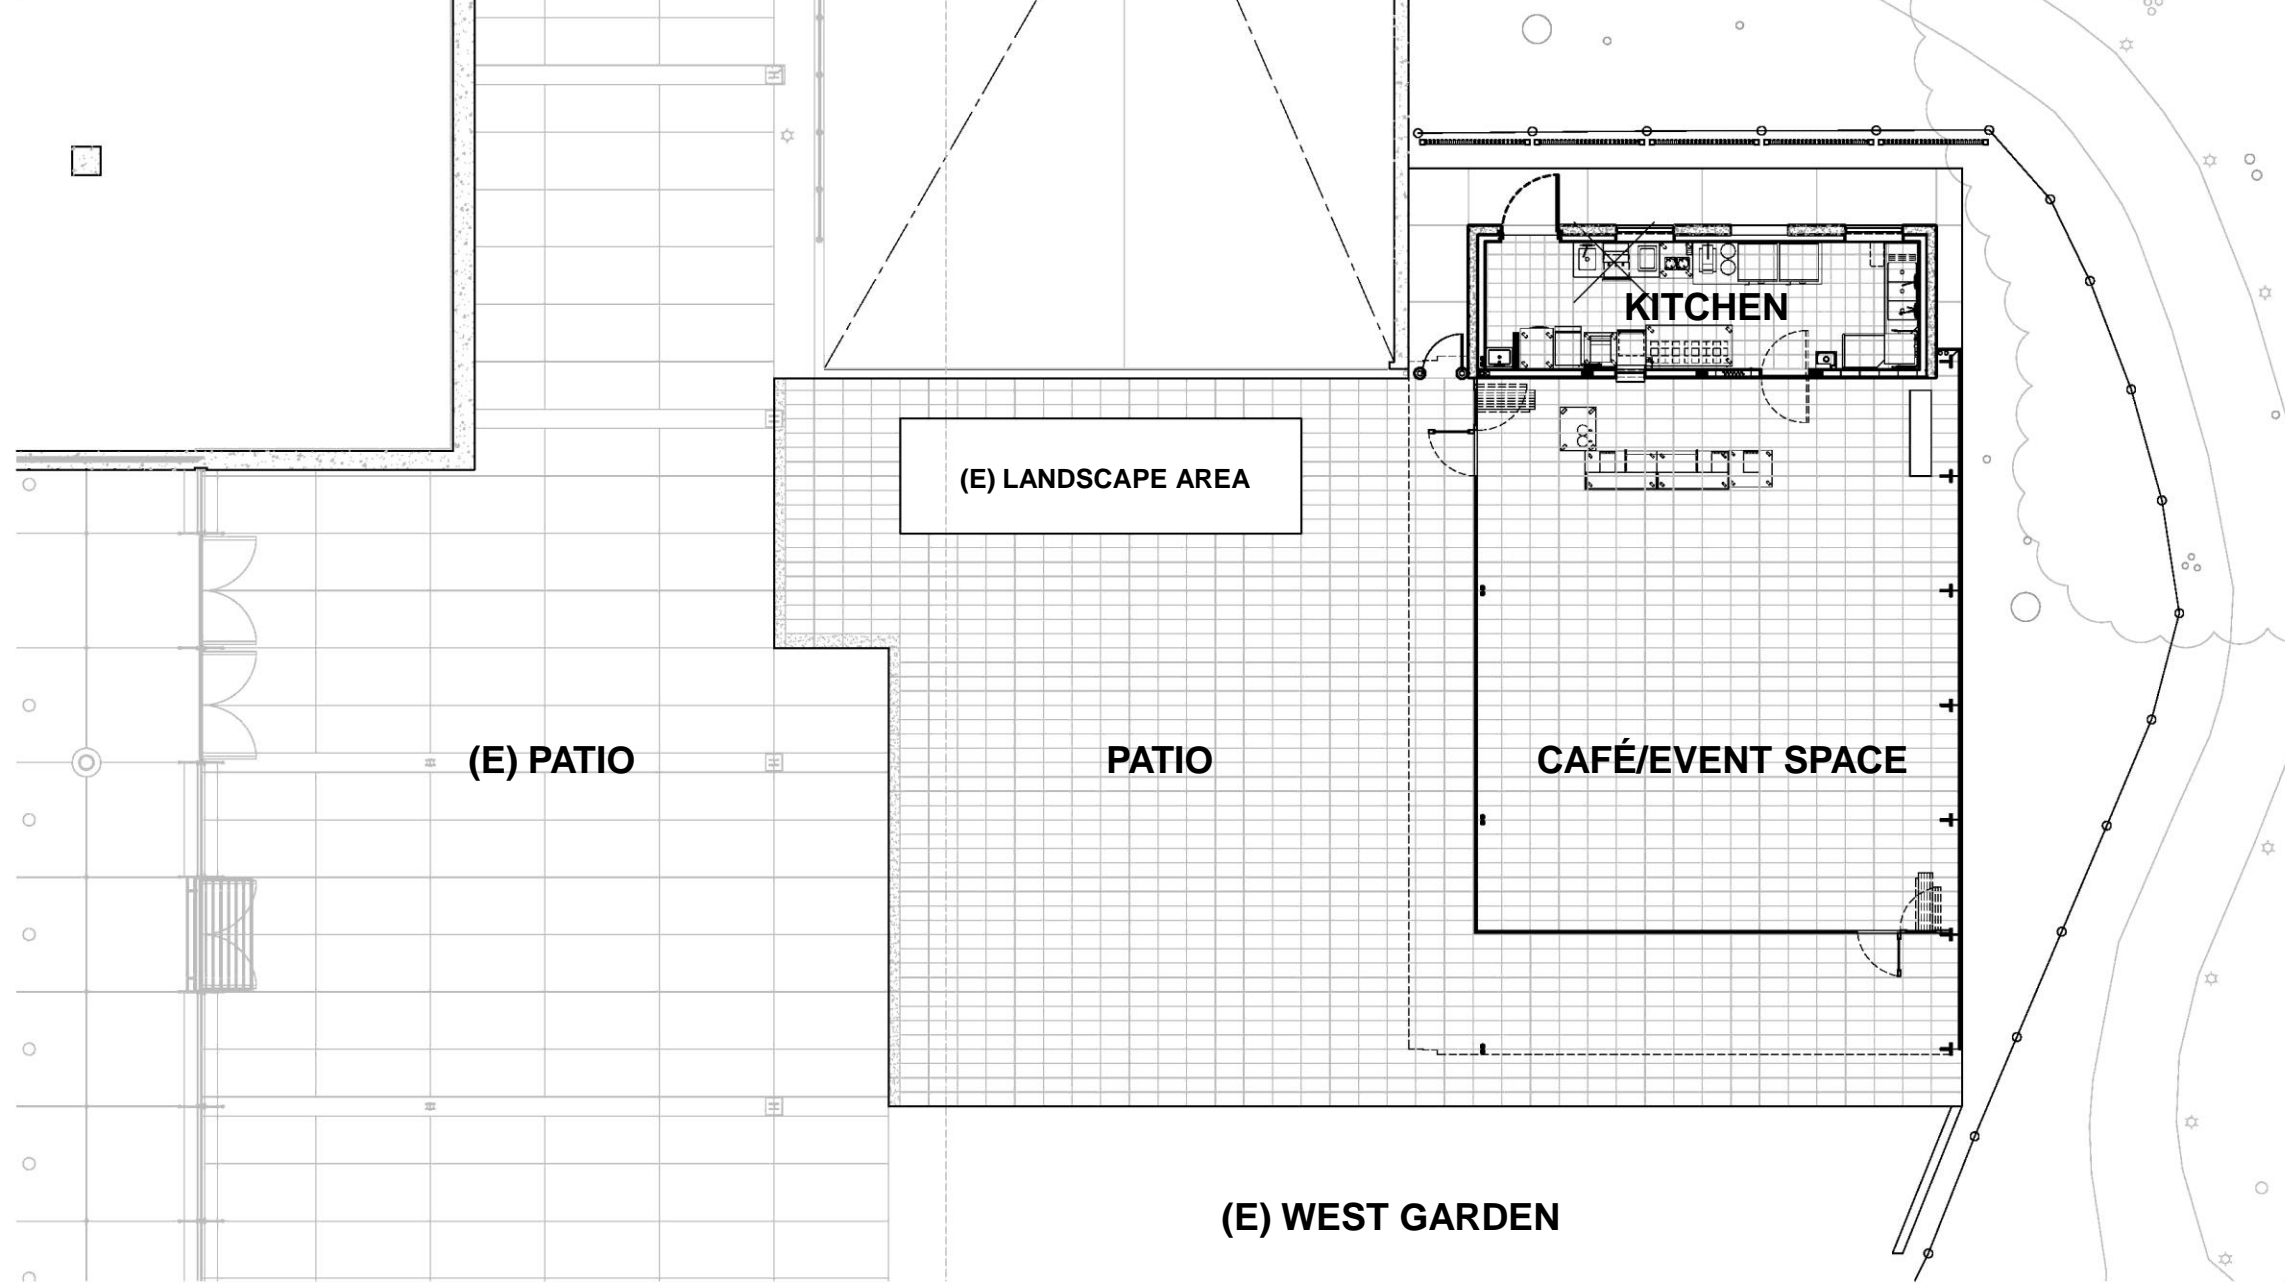 KITCHEN
(E) LANDSCAPE AREA
(E) PATIO
PATIO
CAFÉ/EVENT SPACE
(E) WEST GARDEN